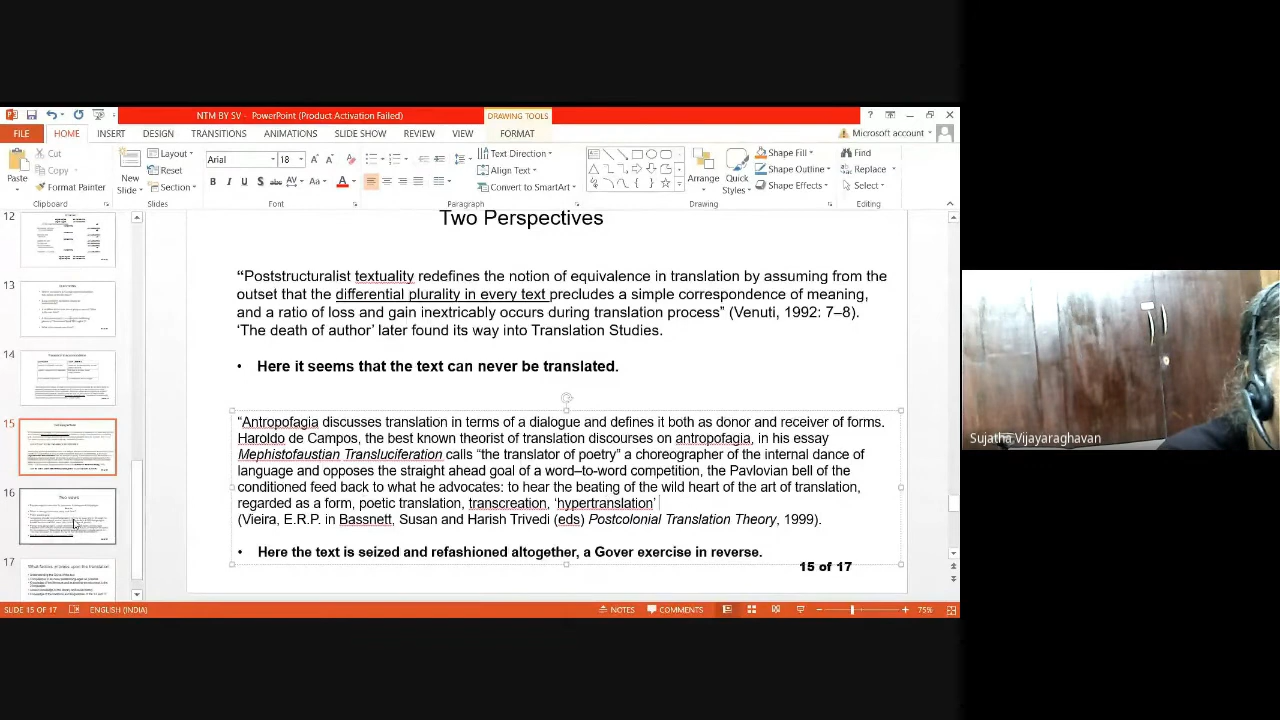 NTM BY SV - PowerPoint (Product Activation Failed)
DRAWING TOOLS
FILE HOME INSERT DESIGN TRANSITIONS ANIMATIONS SLIDE SHOW REVIEW VIEW FORMAT
Microsoft account
Paste
Cut
Copy
Format Painter
Clipboard
New Slide
Layout
Reset
Section
Slides
Arial 18
Font
Text Direction
Align Text
Convert to SmartArt
Paragraph
Arrange
Quick Styles
Shape Fill
Shape Outline
Shape Effects
Drawing
Find
Replace
Select
Editing
12
13
14
15
16
Two views
17
Two Perspectives
“Poststructuralist textuality redefines the notion of equivalence in translation by assuming from the
outset that the differential plurality in every text precludes a simple correspondence of meaning,
and a ratio of loss and gain inextricably occurs during translation process” (Venuti, 1992: 7–8).
‘The death of author’ later found its way into Translation Studies.
Here it seems that the text can never be transfered.
“Antropofagia discusses translation in terms of
and defines it both as donor and receiver of forms.
Haroldo de Campos, the best known name of translation discourses on
in his essay
Mephistofaustian Transluciferation calls “the translator of poetry” a choreographer of the inner dance of
language and opposes the straight ahead goal of a word–to-word competition, the Pavlovian bell of the
conditioned feed back to what he advocates: to hear the beating of the wild heart of the art of translation,
regarded as a form, poetic translation, transcreation, ‘hypertranslation’
(Vieira, E R P in Bassnett, Susan and Harish Trivedi (eds) Postcolonial Translation Theory. 109).
• Here the text is seized and refashioned altogether, a Gover exercise in reverse.
15 of 17
SLIDE 15 OF 17 ENGLISH (INDIA) NOTES COMMENTS 75%
Sujatha Vijayaraghavan